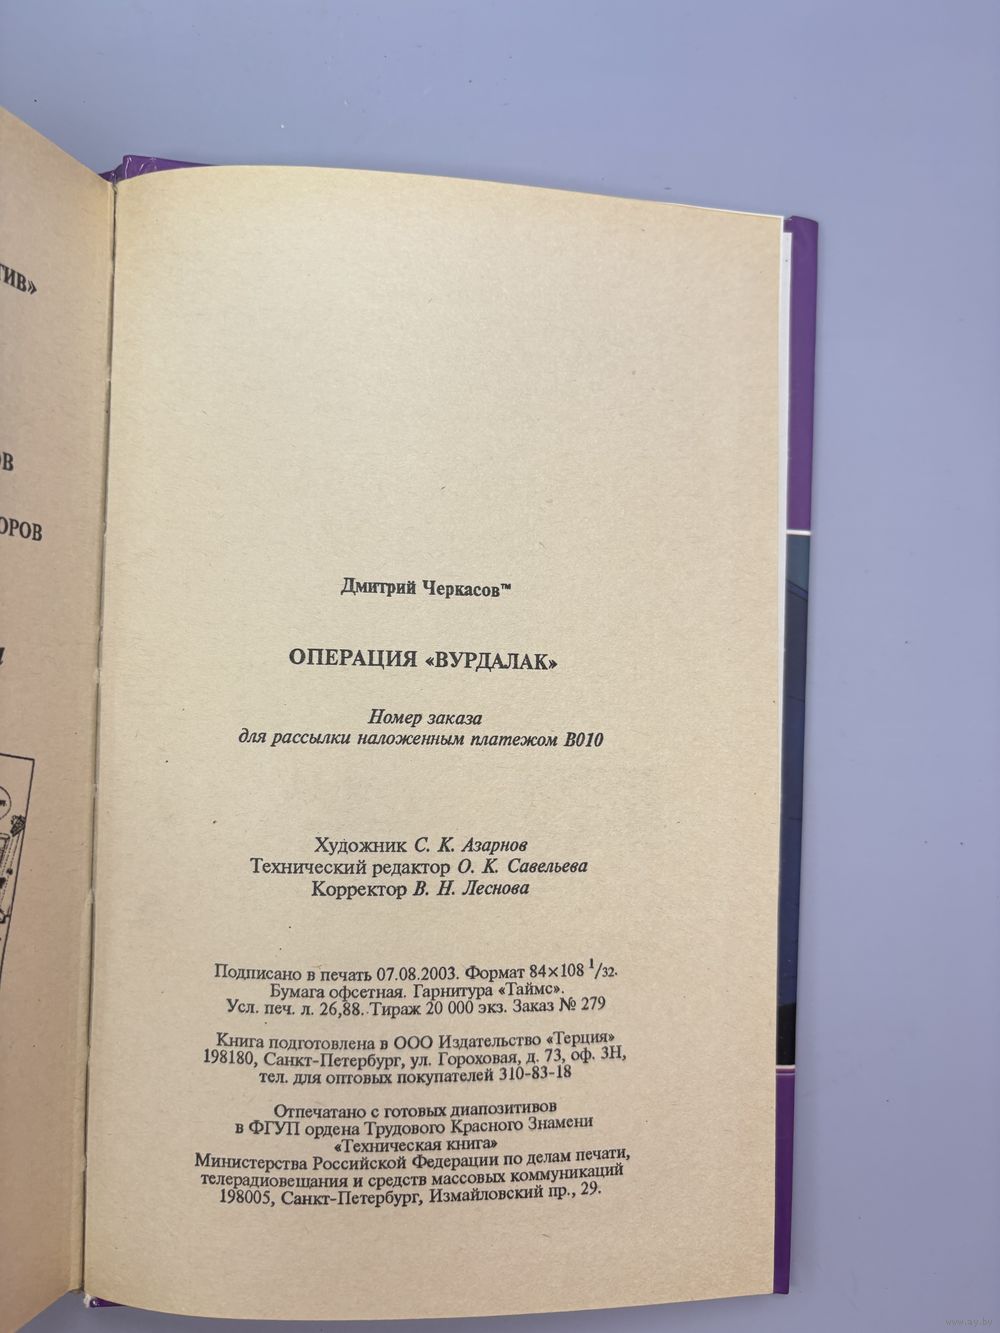 ТИВ»
ОВ
ОРОВ
Дмитрий Черкасов™
ОПЕРАЦИЯ «ВУРДАЛАК»
Номер заказа
для рассылки наложенным платежом В010
Художник С. К. Азарнов
Технический редактор О. К. Савельева
Корректор В. Н. Леснова
Подписано в печать 07.08.2003. Формат 84×108 1/32.
Бумага офсетная. Гарнитура «Таймс».
Усл. печ. л. 26,88. Тираж 20 000 экз. Заказ № 279
Книга подготовлена в ООО Издательство «Терция»
198180, Санкт-Петербург, ул. Гороховая, д. 73, оф. 3Н,
тел. для оптовых покупателей 310-83-18
Отпечатано с готовых диапозитивов
в ФГУП ордена Трудового Красного Знамени
«Техническая книга»
Министерства Российской Федерации по делам печати,
телерадиовещания и средств массовых коммуникаций
198005, Санкт-Петербург, Измайловский пр., 29.
www.ay.by